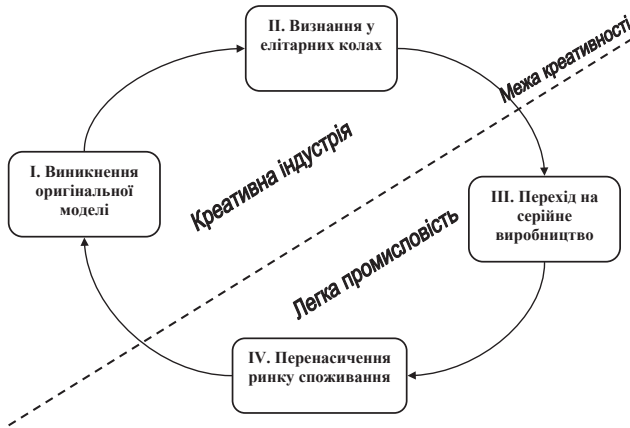 II. Визнання у
елітарних колах
Межа креативності
I. Виникнення
оригінальної
моделі
Креативна індустрія
III. Перехід на
серійне
виробництво
Легка промисловість
IV. Перенасичення
ринку споживання